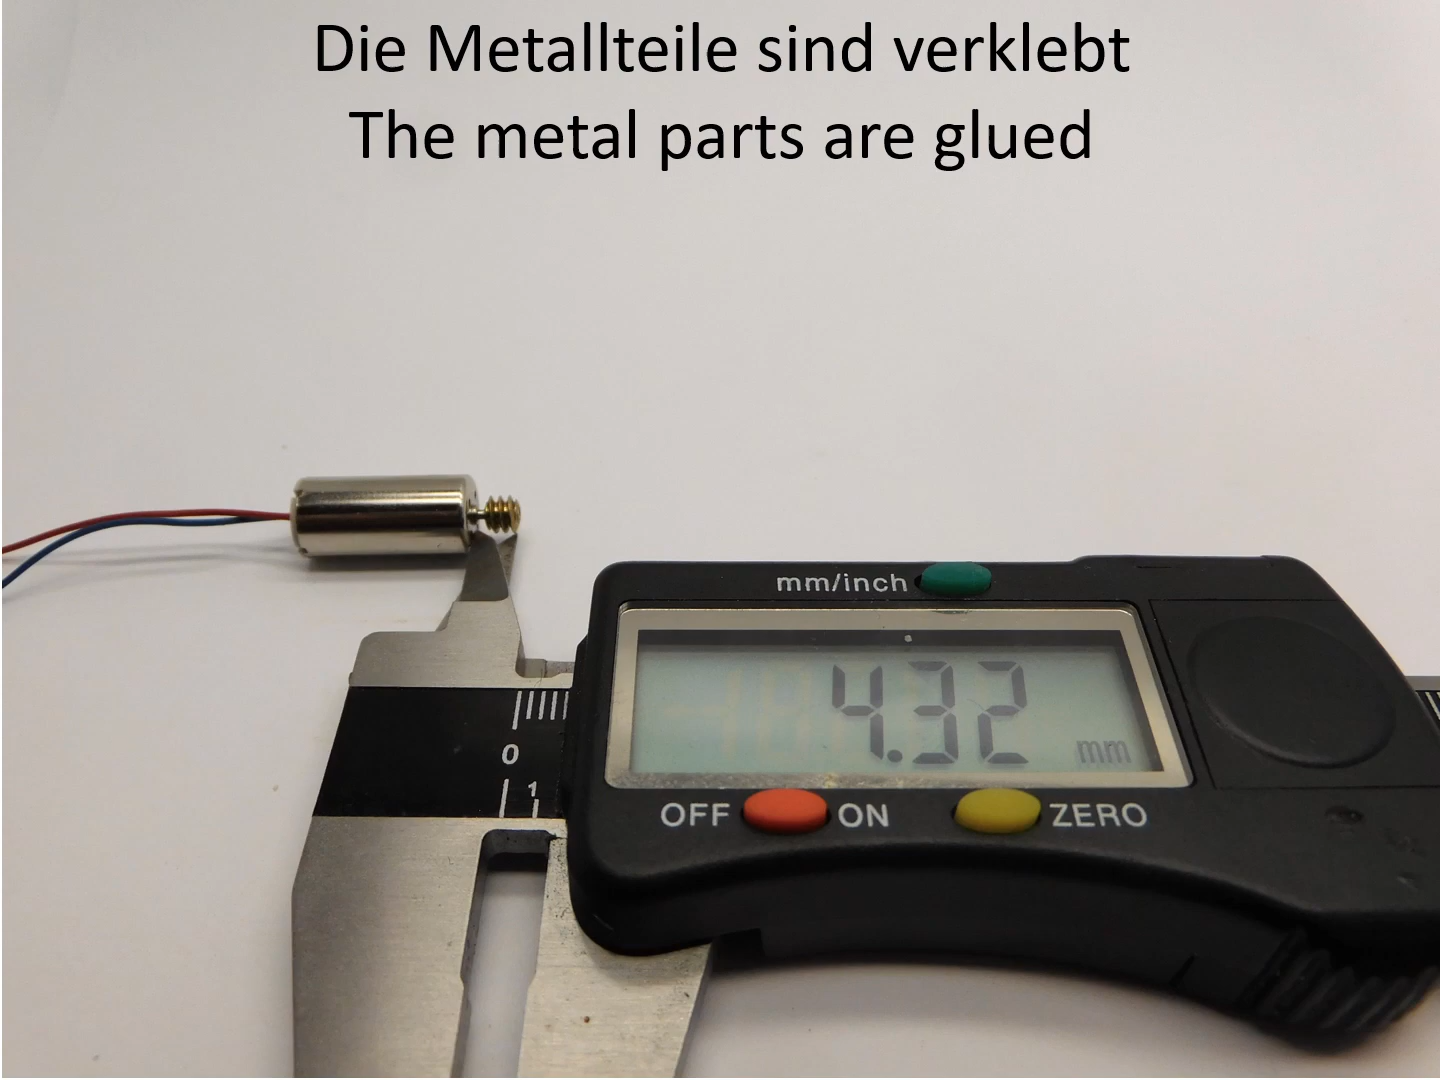 Die Metallteile sind verklebt
The metal parts are glued
mm/inch
4.32 mm
0
1
OFF ON ZERO